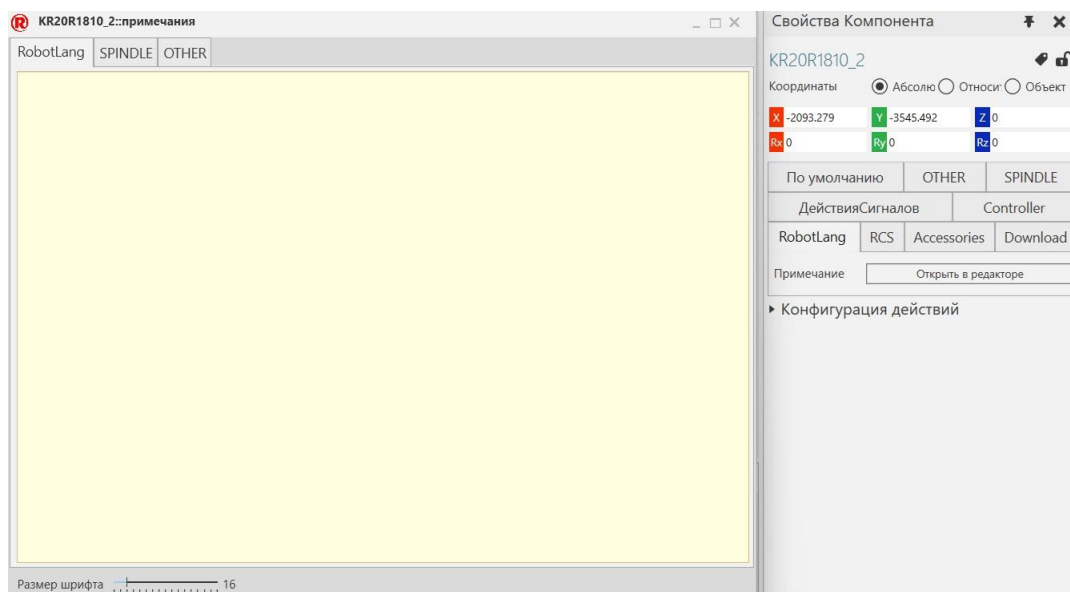 KR20R1810_2::примечания
RobotLang SPINDLE OTHER
Размер шрифта 16
Свойства Компонента
KR20R1810_2
Координаты Абсолю Относи Объект
X -2093.279 Y -3545.492 Z 0
Rx 0 Ry 0 Rz 0
По умолчанию OTHER SPINDLE
ДействияСигналов Controller
RobotLang RCS Accessories Download
Примечание Открыть в редакторе
Конфигурация действий